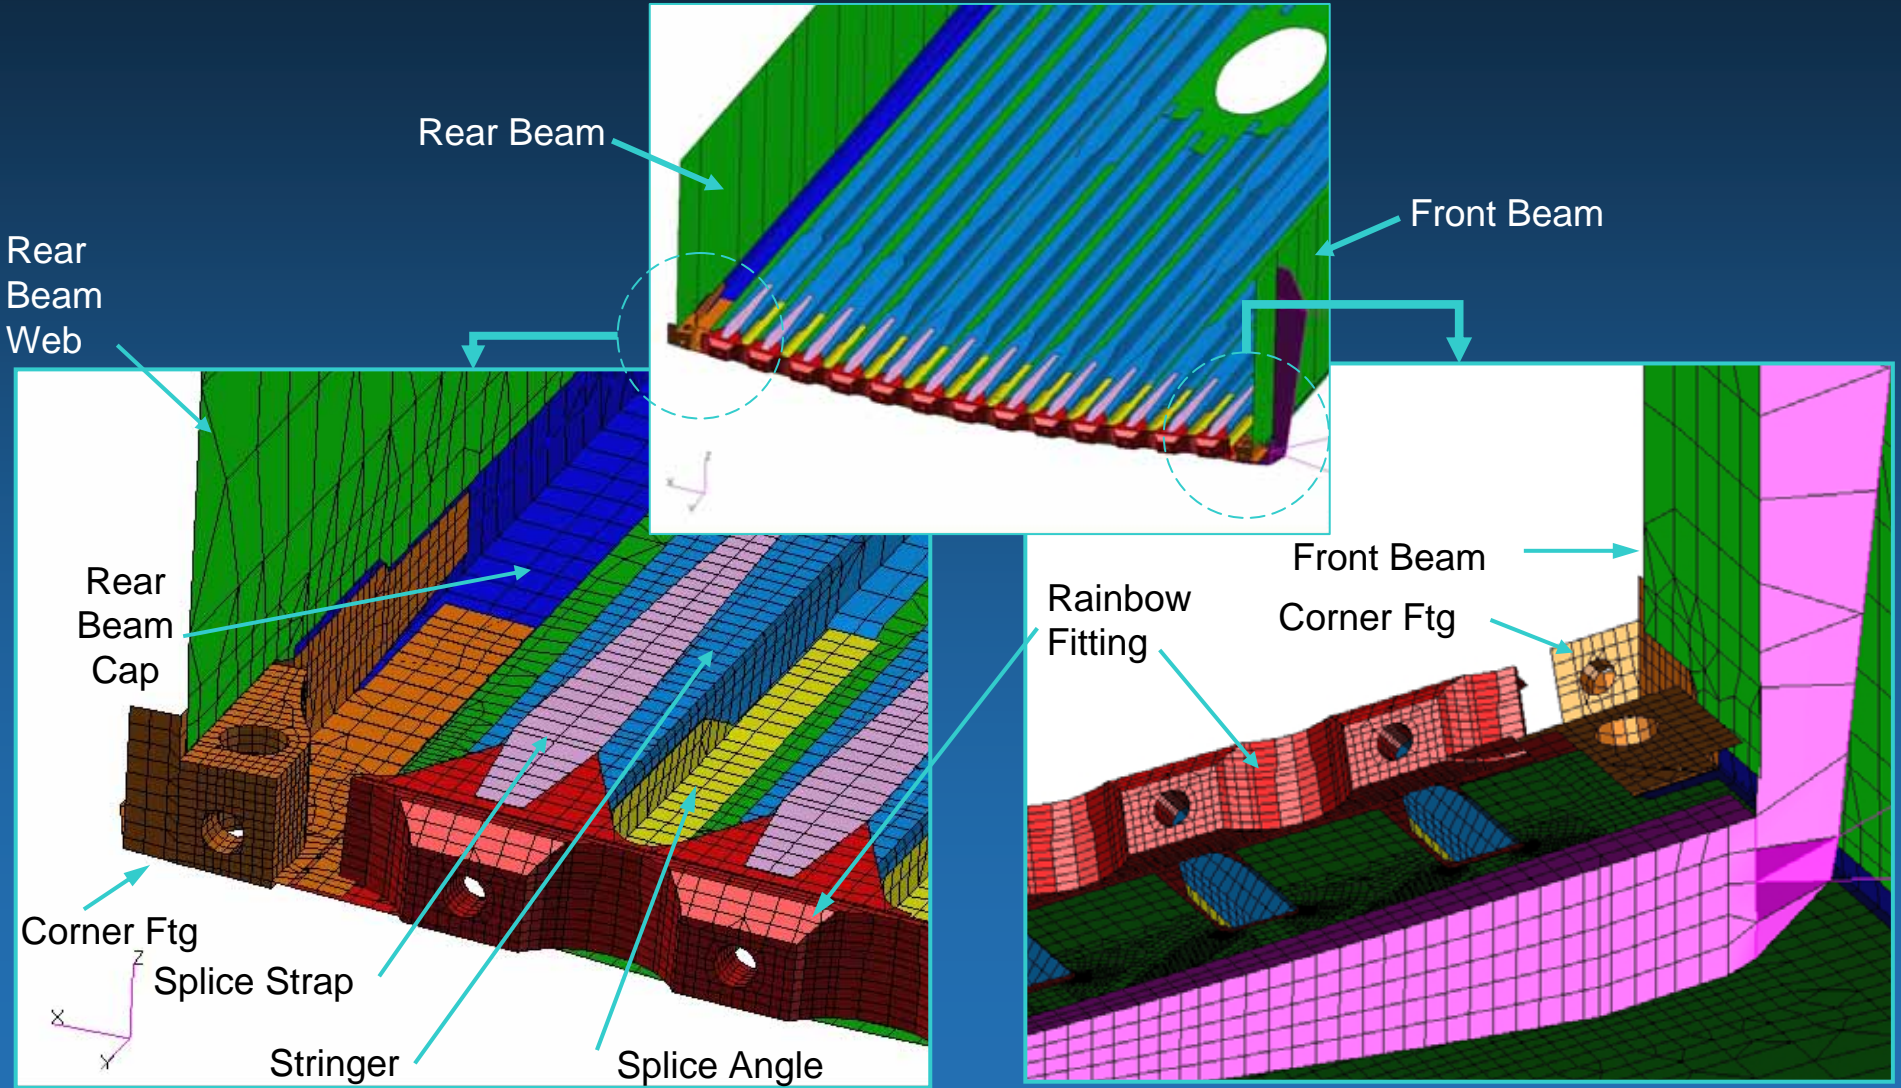 Rear Beam
Front Beam
Rear
Beam
Web
Rear
Beam
Cap
Corner Ftg
Splice Strap
Stringer
Splice Angle
Z
X
Y
Rainbow
Fitting
Front Beam
Corner Ftg